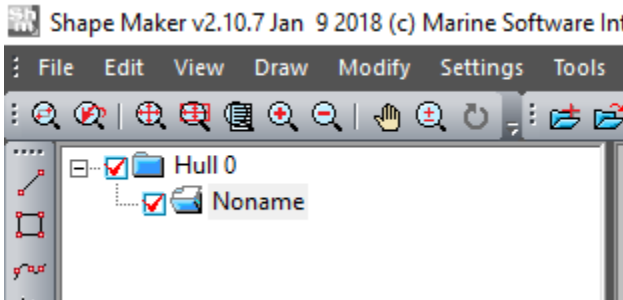 Shape Maker v2.10.7 Jan 9 2018 (c) Marine Software
File Edit View Draw Modify Settings Tools
Hull 0
Noname